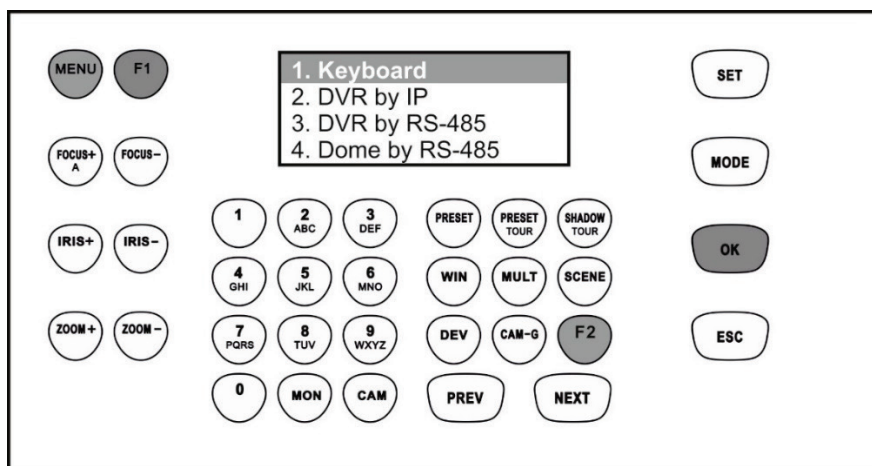 MENU F1
1. Keyboard
2. DVR by IP
3. DVR by RS-485
4. Dome by RS-485
SET
FOCUS+ A FOCUS-
MODE
IRIS+ IRIS-
OK
ZOOM+ ZOOM-
ESC
1 2 ABC 3 DEF
4 GHI 5 JKL 6 MNO
7 PQRS 8 TUV 9 WXYZ
0 MON CAM
PRESET PRESET TOUR SHADOW TOUR
WIN MULT SCENE
DEV CAM-G F2
PREV NEXT